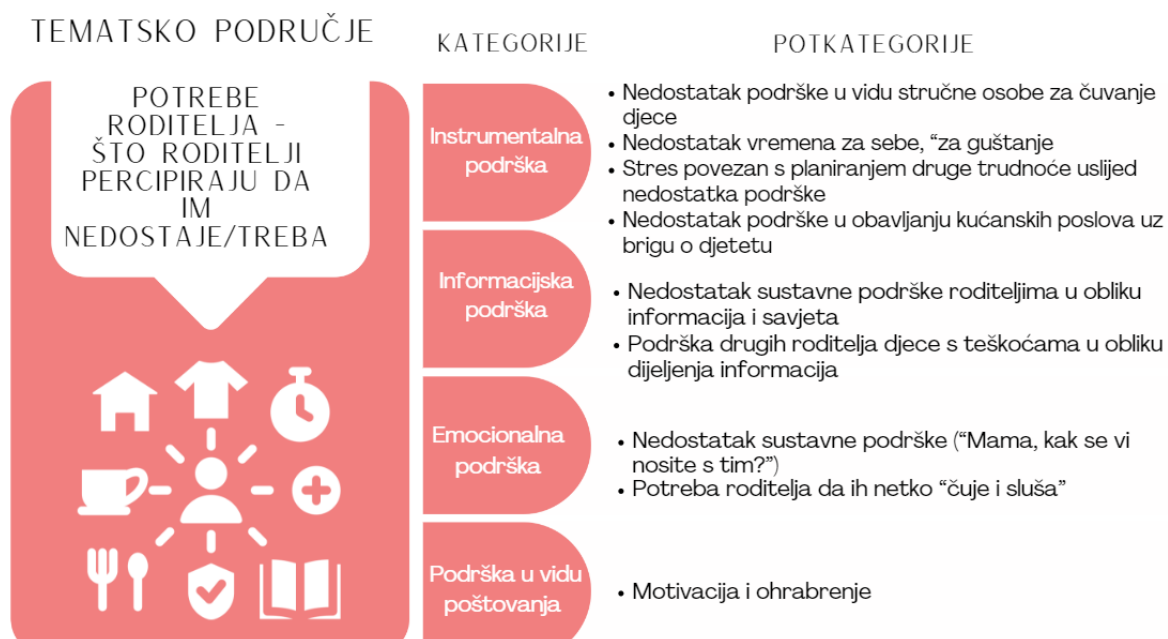 TEMATSKO PODRUČJE
KATEGORIJE
POTKATEGORIJE
POTREBE
RODITELJA -
ŠTO RODITELJI
PERCIPIRAJU DA
IM
NEDOSTAJE/TREBA
Instrumentalna
podrška
• Nedostatak podrške u vidu stručne osobe za čuvanje
djece
• Nedostatak vremena za sebe, “za guštanje
• Stres povezan s planiranjem druge trudnoće uslijed
nedostatka podrške
• Nedostatak podrške u obavljanju kućanskih poslova uz
brigu o djetetu
Informacijska
podrška
• Nedostatak sustavne podrške roditeljima u obliku
informacija i savjeta
• Podrška drugih roditelja djece s teškoćama u obliku
dijeljenja informacija
Emocionalna
podrška
• Nedostatak sustavne podrške (“Mama, kak se vi
nosite s tim?”)
• Potreba roditelja da ih netko “čuje i sluša”
Podrška u vidu
poštovanja
• Motivacija i ohrabrenje